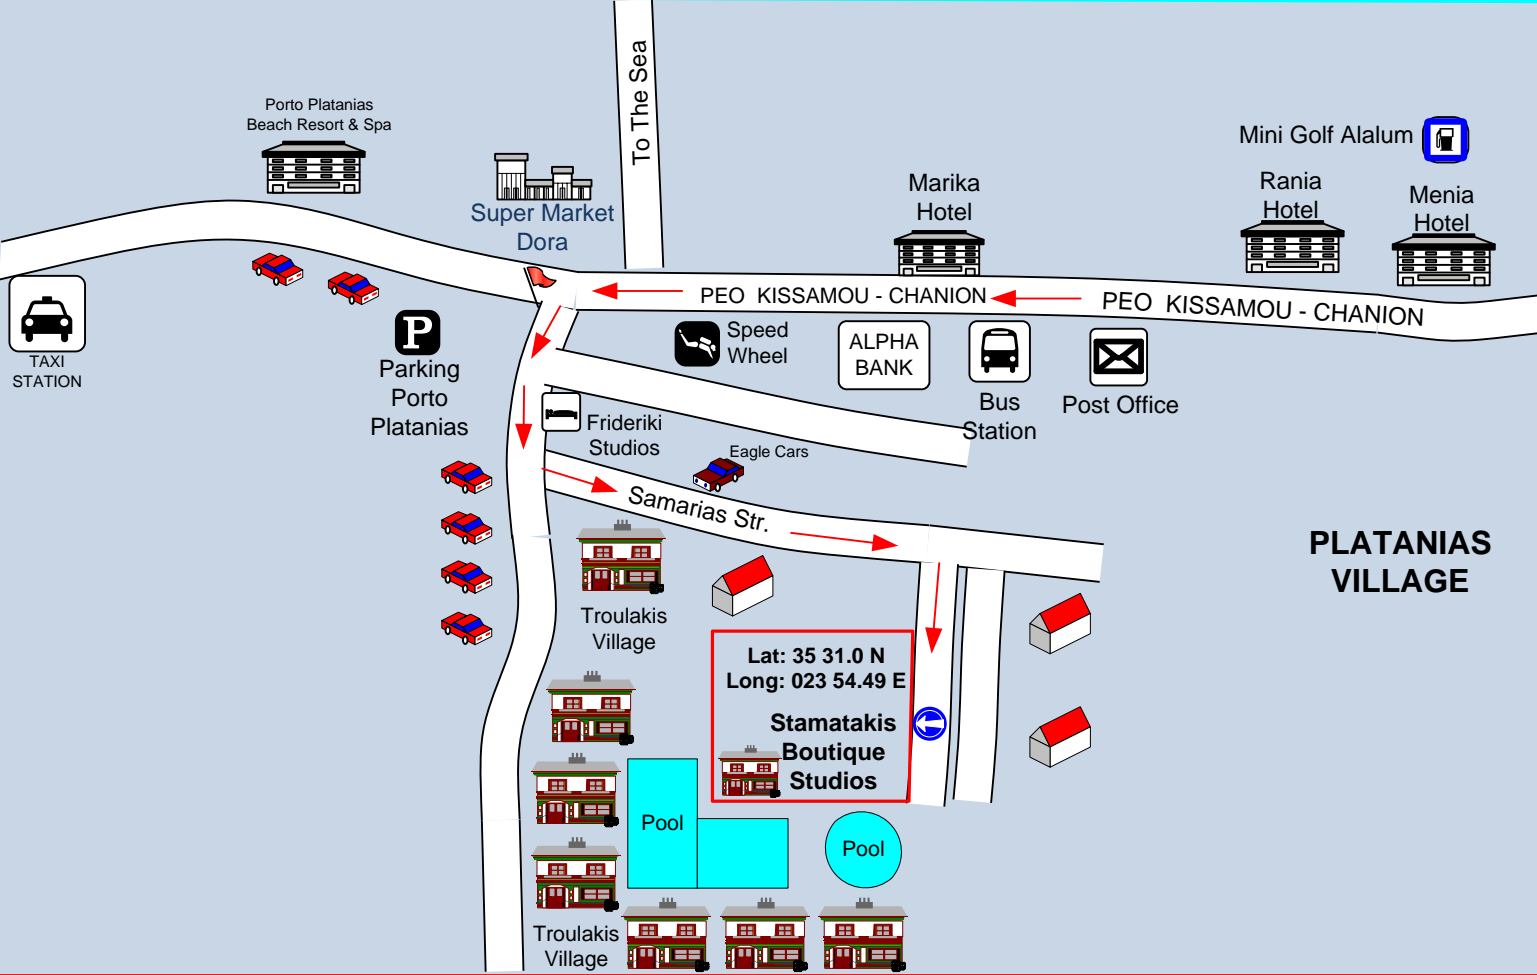 To The Sea
Porto Platanias
Beach Resort & Spa
Mini Golf Alalum
Super Market
Dora
Marika
Hotel
Rania
Hotel
Menia
Hotel
PEO KISSAMOU - CHANION
PEO KISSAMOU - CHANION
TAXI
STATION
P
Parking
Porto
Platanias
Speed
Wheel
ALPHA
BANK
Bus
Station
Post Office
Frideriki
Studios
Eagle Cars
Samarias Str.
PLATANIAS
VILLAGE
Troulakis
Village
Lat: 35 31.0 N
Long: 023 54.49 E
Stamatakis
Boutique
Studios
Pool
Pool
Troulakis
Village